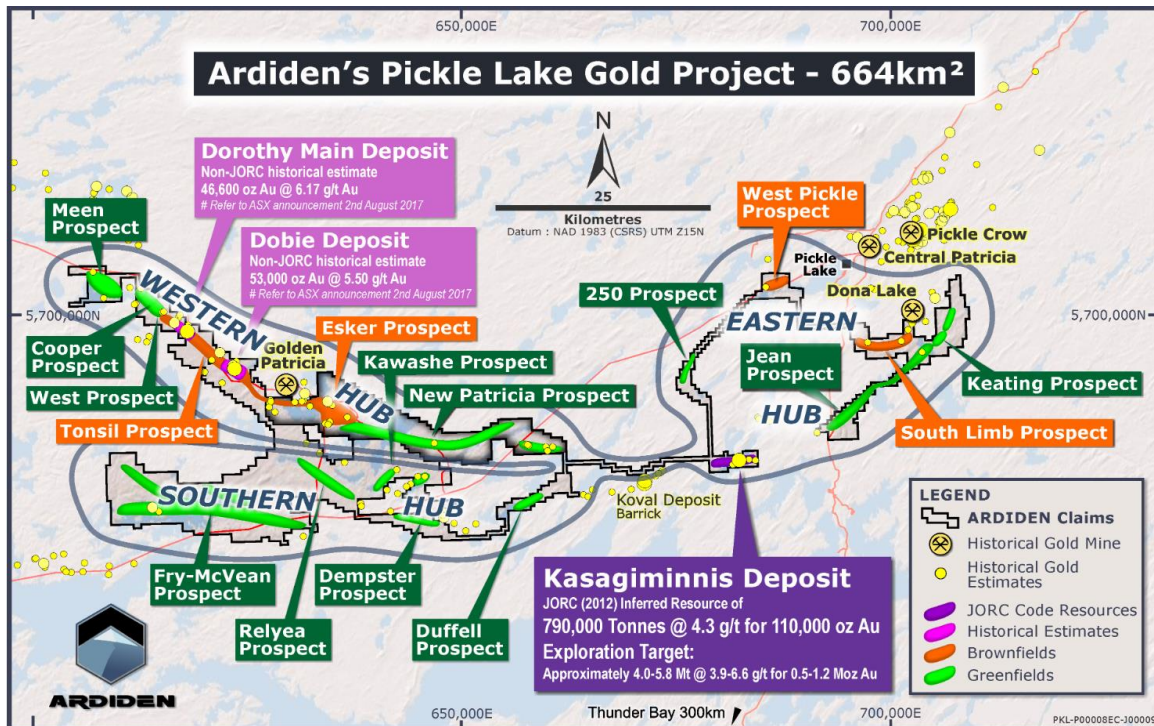 650,000E
700,000E
Ardiden's Pickle Lake Gold Project - 664km²
N
25
Kilometres
Datum : NAD 1983 (CSRS) UTM Z15N
Dorothy Main Deposit
Non-JORC historical estimate
46,600 oz Au @ 6.17 g/t Au
# Refer to ASX announcement 2nd August 2017
Dobie Deposit
Non-JORC historical estimate
53,000 oz Au @ 5.50 g/t Au
# Refer to ASX announcement 2nd August 2017
Meen
Prospect
West Pickle
Prospect
Pickle Crow
Central Patricia
Pickle
Lake
Dona Lake
250 Prospect
5,700,000N
5,700,000N
WESTERN
HUB
EASTERN
HUB
Esker Prospect
Golden
Patricia
Kawashe Prospect
New Patricia Prospect
Cooper
Prospect
West Prospect
Tonsil Prospect
Jean
Prospect
Keating Prospect
South Limb Prospect
SOUTHERN
HUB
Koval Deposit
Barrick
Fry-McVean
Prospect
Relyea
Prospect
Dempster
Prospect
Duffell
Prospect
Kasagiminnis Deposit
JORC (2012) Inferred Resource of
790,000 Tonnes @ 4.3 g/t for 110,000 oz Au
Exploration Target:
Approximately 4.0-5.8 Mt @ 3.9-6.6 g/t for 0.5-1.2 Moz Au
LEGEND
ARDIDEN Claims
Historical Gold Mine
Historical Gold
Estimates
JORC Code Resources
Historical Estimates
Brownfields
Greenfields
ARDIDEN
650,000E
Thunder Bay 300km
700,000E
PKL-P00008EC-J00009